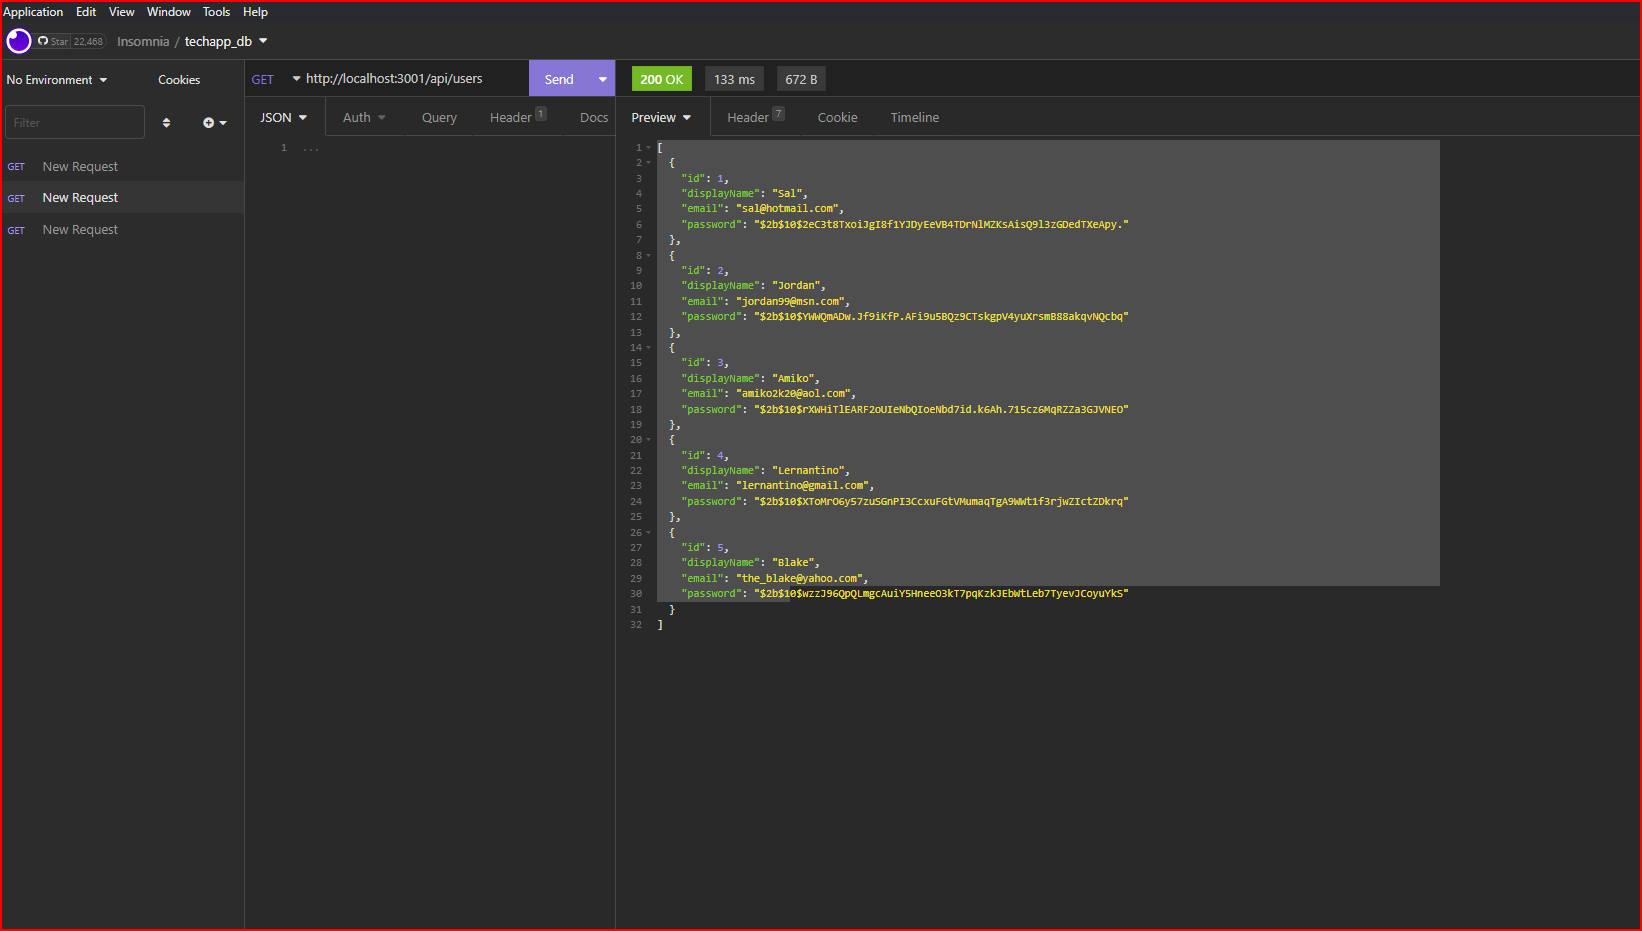 Application Edit View Window Tools Help
Star 22,468 Insomnia / techapp_db
No Environment Cookies
GET http://localhost:3001/api/users Send
200 OK 133 ms 672 B
Filter
JSON Auth Query Header 1 Docs
Preview Header 7 Cookie Timeline
GET New Request
GET New Request
GET New Request
1 ...
1 [
2 {
3 "id": 1,
4 "displayName": "Sal",
5 "email": "sal@hotmail.com",
6 "password": "$2b$10$2eC3t8TxoiJgI8f1YJDyEeVB4TDrNlMZKsAisQ9l3zGDedTXeApy."
7 },
8 {
9 "id": 2,
10 "displayName": "Jordan",
11 "email": "jordan99@msn.com",
12 "password": "$2b$10$YWWQmADw.Jf9iKfP.AFi9u5BQz9CTskgpV4yuXrsmB88akqvNQcbq"
13 },
14 {
15 "id": 3,
16 "displayName": "Amiko",
17 "email": "amiko2k20@aol.com",
18 "password": "$2b$10$rXWHiTlEARF2oUIeNbQIoeNbd7id.k6Ah.715cz6MqRZZa3GJVNEO"
19 },
20 {
21 "id": 4,
22 "displayName": "Lernantino",
23 "email": "lernantino@gmail.com",
24 "password": "$2b$10$XToMrO6y57zuSGnPI3CcxuFGtVMumaqTgA9WWt1f3rjwZIctZDkrq"
25 },
26 {
27 "id": 5,
28 "displayName": "Blake",
29 "email": "the_blake@yahoo.com",
30 "password": "$2b$10$wzzJ96QpQLmgcAuiY5HneeO3kT7pqKzkJEbWtLeb7TyevJCoyuYkS"
31 }
32 ]